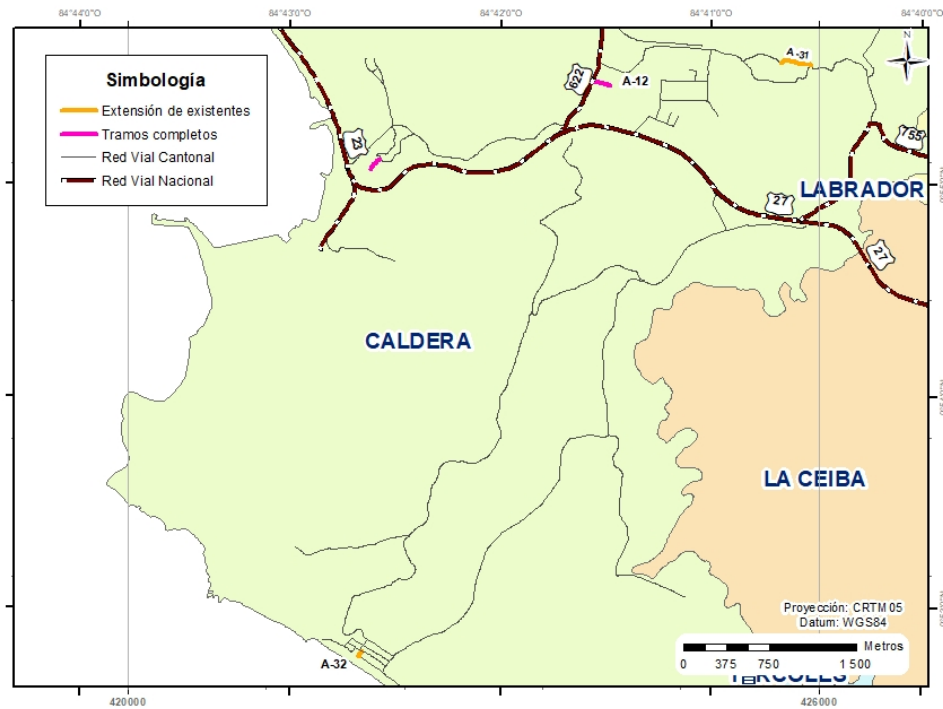 84°44'0"O 84°43'0"O 84°42'0"O 84°41'0"O 84°40'0"O
N
Simbología
Extensión de existentes
Tramos completos
Red Vial Cantonal
Red Vial Nacional
A-31
A-12
622
23
755
LABRADOR
27
27
CALDERA
LA CEIBA
Proyección: CRTM 05
Datum: WGS84
Metros
0 375 750 1 500
A-32
420000 426000